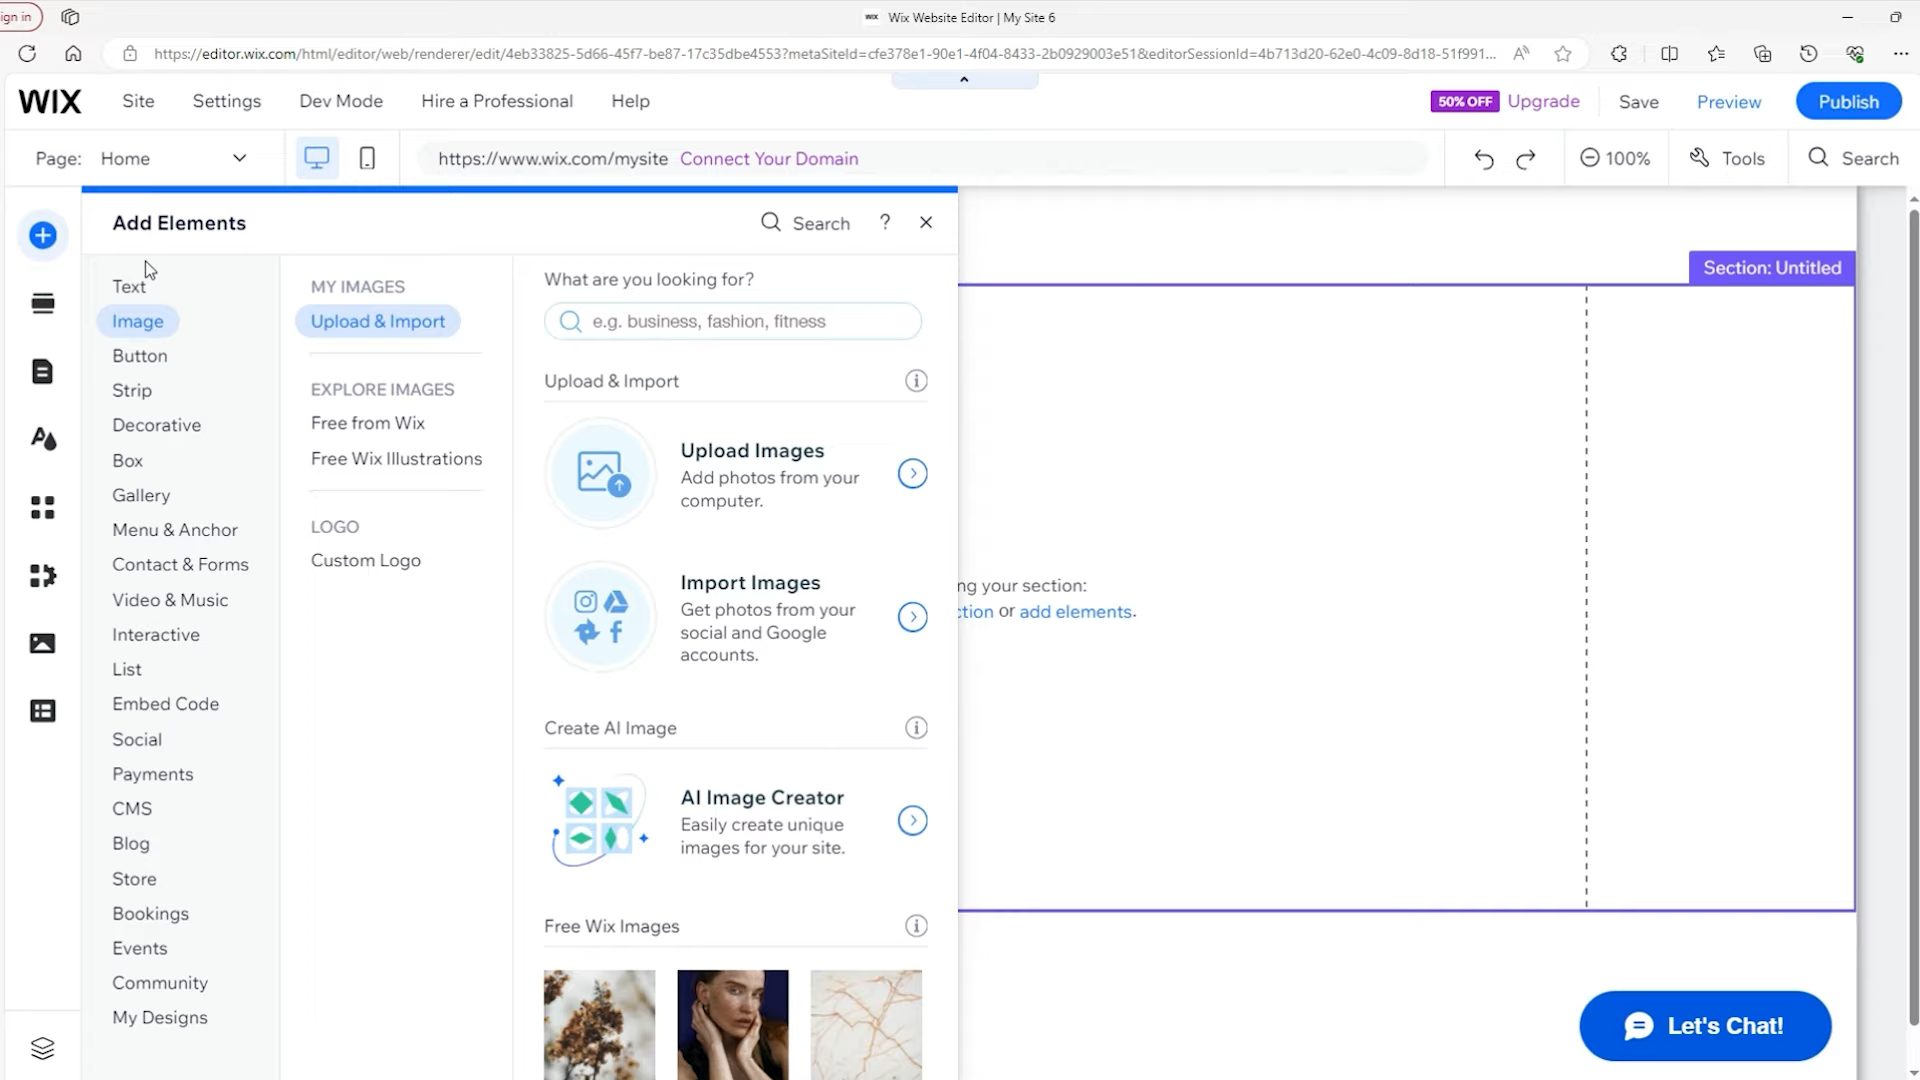 ign in
WIX Wix Website Editor | My Site 6
https://editor.wix.com/html/editor/web/renderer/edit/4eb33825-5d66-45f7-be87-17c35dbe4553?metaSiteId=cfe378e1-90e1-4f04-8433-2b0929003e51&editorSessionId=4b713d20-62e0-4c09-8d18-51f991...
WIX Site Settings Dev Mode Hire a Professional Help 50% OFF Upgrade Save Preview Publish
Page: Home https://www.wix.com/mysite Connect Your Domain 100% Tools Search
Add Elements Search ?
Text
Image
Button
Strip
Decorative
Box
Gallery
Menu & Anchor
Contact & Forms
Video & Music
Interactive
List
Embed Code
Social
Payments
CMS
Blog
Store
Bookings
Events
Community
My Designs
MY IMAGES
Upload & Import
EXPLORE IMAGES
Free from Wix
Free Wix Illustrations
LOGO
Custom Logo
What are you looking for?
e.g. business, fashion, fitness
Upload & Import
Upload Images
Add photos from your
computer.
Import Images
Get photos from your
social and Google
accounts.
Create AI Image
AI Image Creator
Easily create unique
images for your site.
Free Wix Images
Section: Untitled
ng your section:
ction or add elements.
Let's Chat!